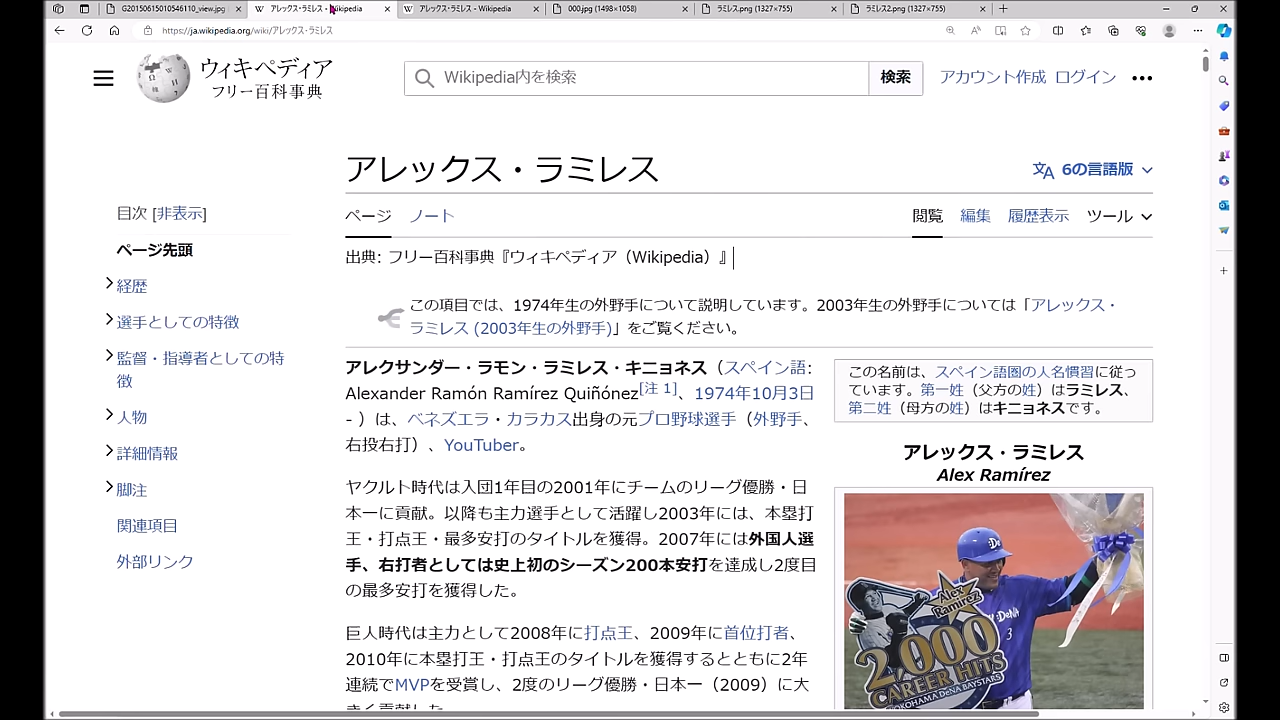 G20150615010546110_view.jpg
アレックス・ラミレス - Wikipedia
アレックス・ラミレス - Wikipedia
000.jpg (1498×1058)
ラミレス.png (1327×755)
ラミレス2.png (1327×755)
https://ja.wikipedia.org/wiki/アレックス・ラミレス
ウィキペディア
フリー百科事典
Wikipedia内を検索
検索
アカウント作成 ログイン
アレックス・ラミレス
6の言語版
目次 [非表示]
ページ先頭
経歴
選手としての特徴
監督・指導者としての特
徴
人物
詳細情報
脚注
関連項目
外部リンク
ページ ノート
閲覧 編集 履歴表示 ツール
出典: フリー百科事典『ウィキペディア（Wikipedia）』
この項目では、1974年生の外野手について説明しています。2003年生の外野手については「アレックス・
ラミレス (2003年生の外野手)」をご覧ください。
アレクサンダー・ラモン・ラミレス・キニョネス（スペイン語:
Alexander Ramón Ramírez Quiñónez[注 1]、1974年10月3日
- ）は、ベネズエラ・カラカス出身の元プロ野球選手（外野手、
右投右打）、YouTuber。
ヤクルト時代は入団1年目の2001年にチームのリーグ優勝・日
本一に貢献。以降も主力選手として活躍し2003年には、本塁打
王・打点王・最多安打のタイトルを獲得。2007年には外国人選
手、右打者としては史上初のシーズン200本安打を達成し2度目
の最多安打を獲得した。
巨人時代は主力として2008年に打点王、2009年に首位打者、
2010年に本塁打王・打点王のタイトルを獲得するとともに2年
連続でMVPを受賞し、2度のリーグ優勝・日本一（2009）に大
きく貢献した
この名前は、スペイン語圏の人名慣習に従っ
ています。第一姓（父方の姓）はラミレス、
第二姓（母方の姓）はキニョネスです。
アレックス・ラミレス
Alex Ramírez
Alex
Ramirez
2,000
CAREER HITS
YOKOHAMA DeNA BAYSTARS
3